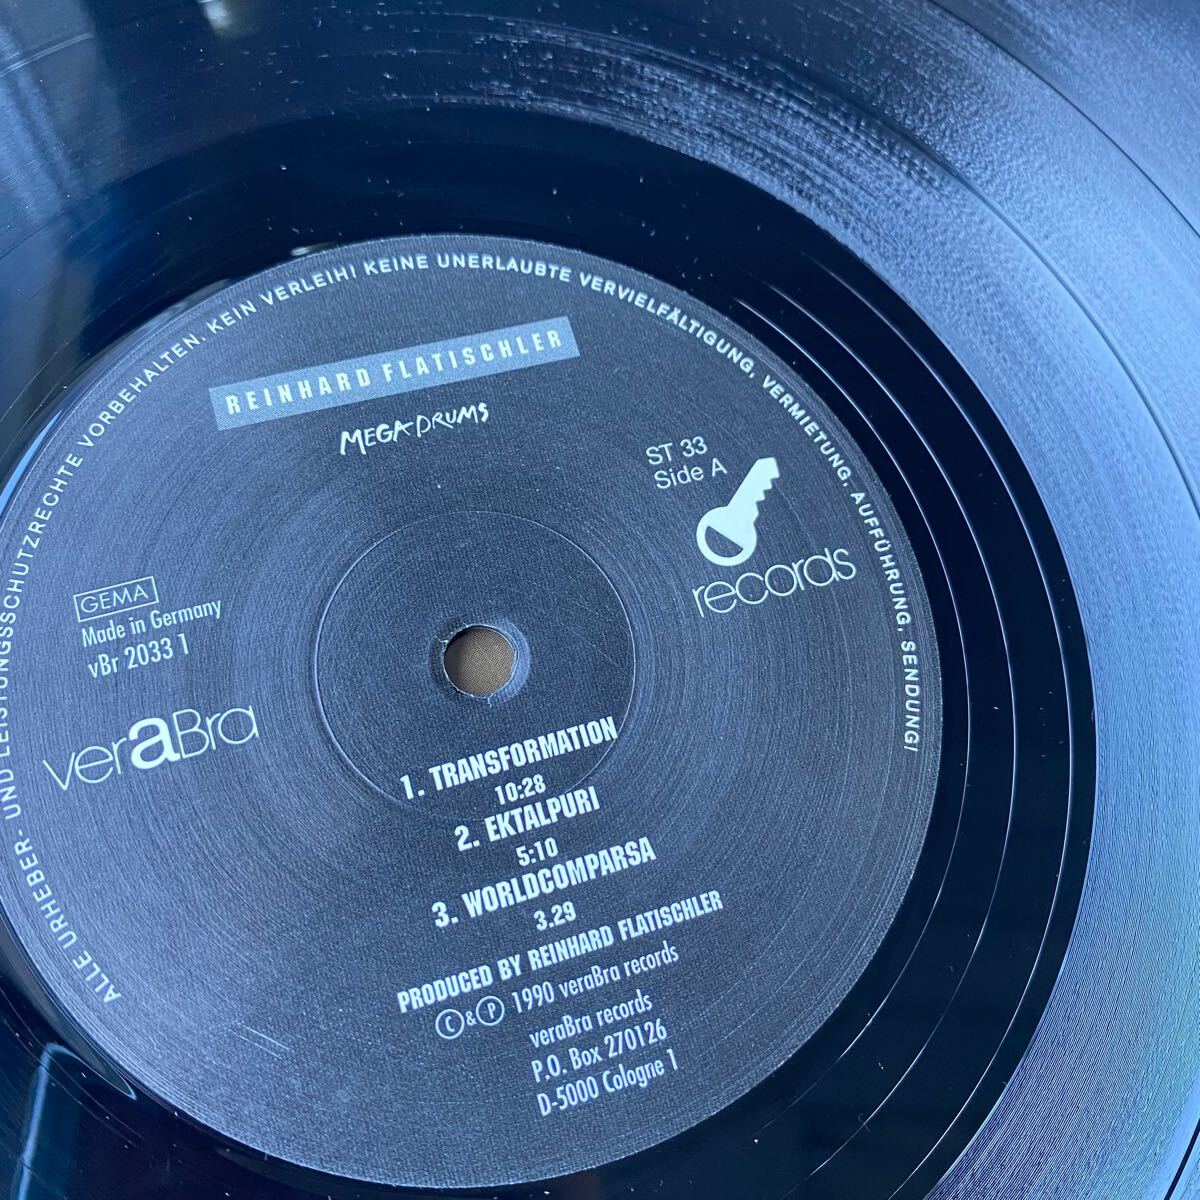 ALLE URHEBER- UND LEISTUNGSSCHUTZRECHTE VORBEHALTEN. KEIN VERLEIH! KEINE UNERLAUBTE VERVIELFÄLTIGUNG, VERMIETUNG, AUFFÜHRUNG, SENDUNG!
REINHARD FLATISCHLER
MEGADRUMS
ST 33
Side A
records
GEMA
Made in Germany
vBr 2033 1
veraBra
1. TRANSFORMATION
10:28
2. EKTALPURI
5:10
3. WORLDCOMPARSA
3.29
PRODUCED BY REINHARD FLATISCHLER
Ⓒ&Ⓟ 1990 veraBra records
veraBra records
P.O. Box 270126
D-5000 Cologne 1